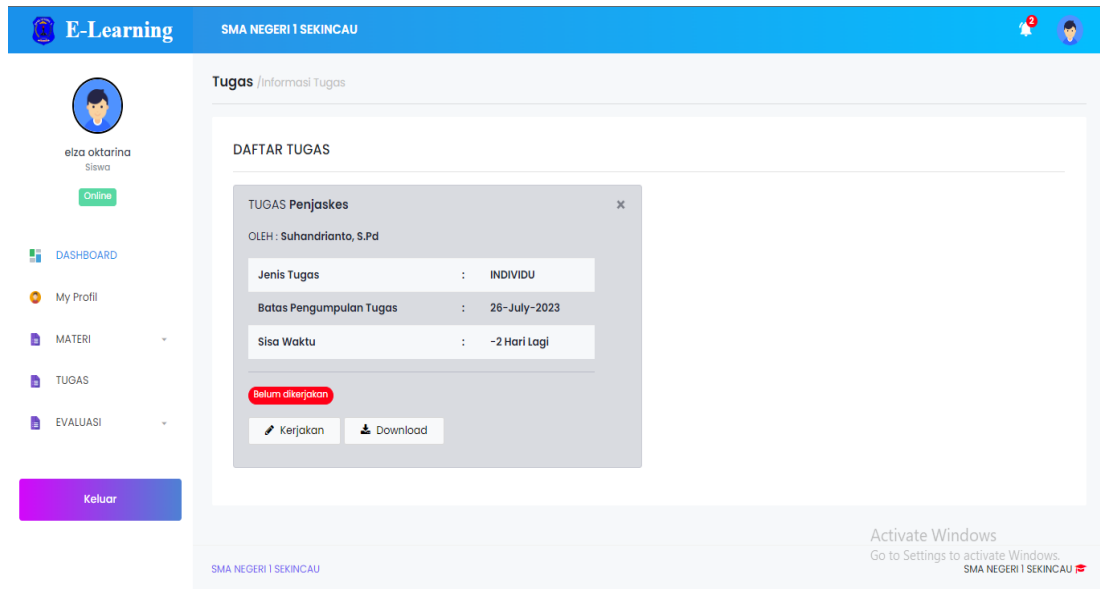 E-Learning
SMA NEGERI 1 SEKINCAU
2
elza oktarina
Siswa
Online
DASHBOARD
My Profil
MATERI
TUGAS
EVALUASI
Keluar
Tugas /Informasi Tugas
DAFTAR TUGAS
TUGAS Penjaskes ×
OLEH : Suhandrianto, S.Pd
Jenis Tugas : INDIVIDU
Batas Pengumpulan Tugas : 26-July-2023
Sisa Waktu : -2 Hari Lagi
Belum dikerjakan
Kerjakan Download
Activate Windows
Go to Settings to activate Windows.
SMA NEGERI 1 SEKINCAU SMA NEGERI 1 SEKINCAU